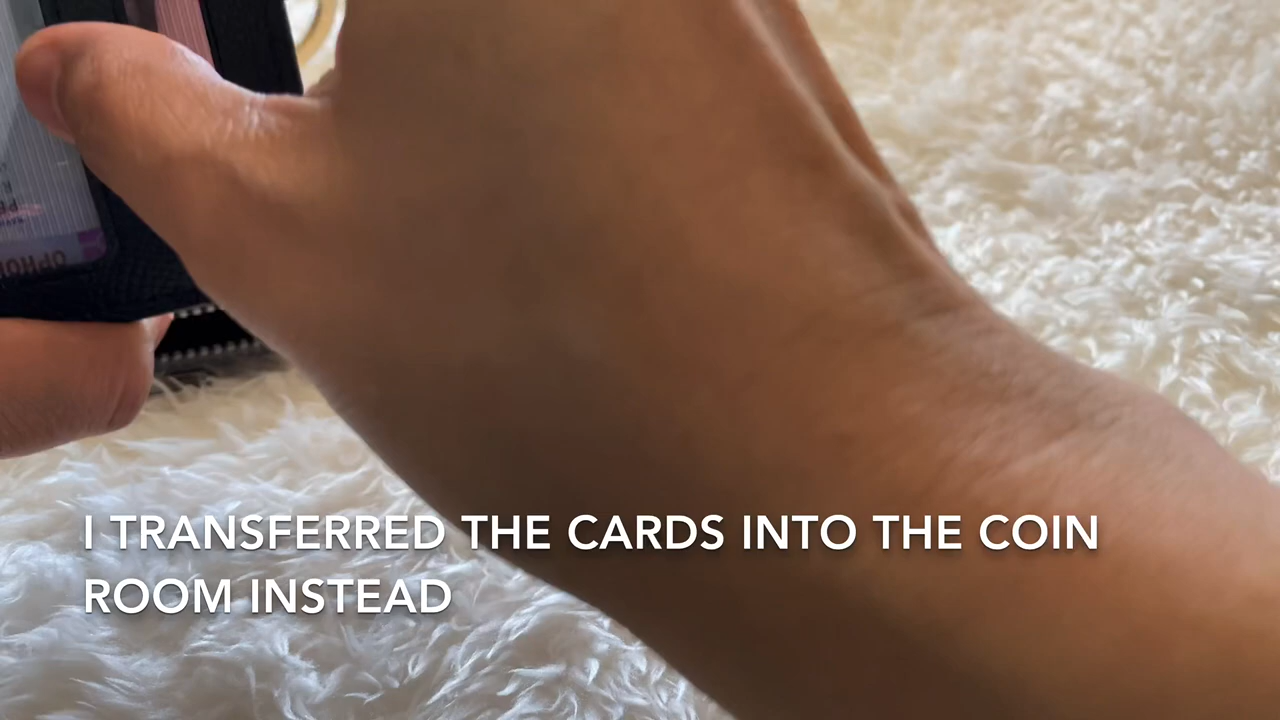 I TRANSFERRED THE CARDS INTO THE COIN
ROOM INSTEAD